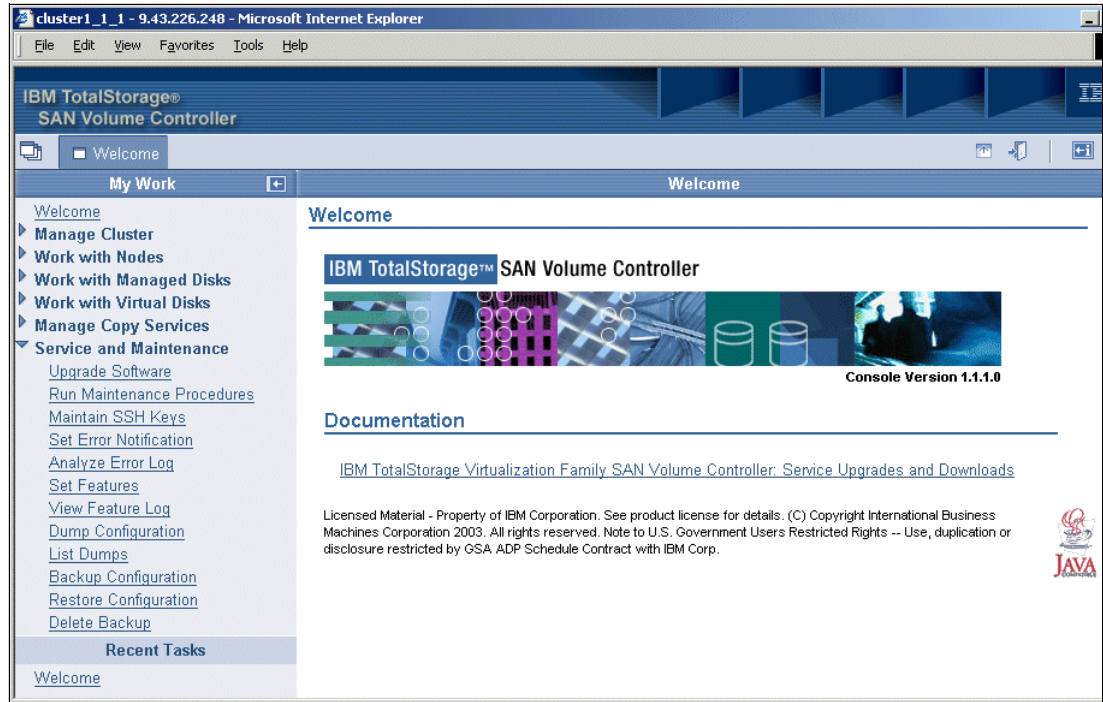 cluster1_1_1 - 9.43.226.248 - Microsoft Internet Explorer
File Edit View Favorites Tools Help
IBM TotalStorage®
SAN Volume Controller
Welcome
My Work
Welcome
Manage Cluster
Work with Nodes
Work with Managed Disks
Work with Virtual Disks
Manage Copy Services
Service and Maintenance
Upgrade Software
Run Maintenance Procedures
Maintain SSH Keys
Set Error Notification
Analyze Error Log
Set Features
View Feature Log
Dump Configuration
List Dumps
Backup Configuration
Restore Configuration
Delete Backup
Recent Tasks
Welcome
Welcome
Welcome
IBM TotalStorage™ SAN Volume Controller
Console Version 1.1.1.0
Documentation
IBM TotalStorage Virtualization Family SAN Volume Controller: Service Upgrades and Downloads
Licensed Material - Property of IBM Corporation. See product license for details. (C) Copyright International Business
Machines Corporation 2003. All rights reserved. Note to U.S. Government Users Restricted Rights -- Use, duplication or
disclosure restricted by GSA ADP Schedule Contract with IBM Corp.
JAVA